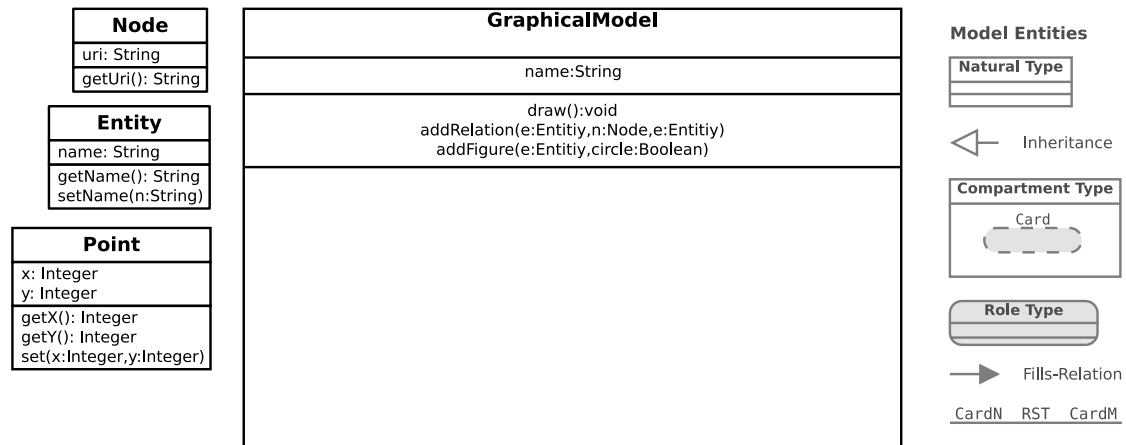 Node
uri: String
getUri(): String
Entity
name: String
getName(): String
setName(n:String)
Point
x: Integer
y: Integer
getX(): Integer
getY(): Integer
set(x:Integer,y:Integer)
GraphicalModel
name:String
draw():void
addRelation(e:Entitiy,n:Node,e:Entitiy)
addFigure(e:Entitiy,circle:Boolean)
Model Entities
Natural Type
Inheritance
Compartment Type
Card
Role Type
Fills-Relation
CardN RST CardM